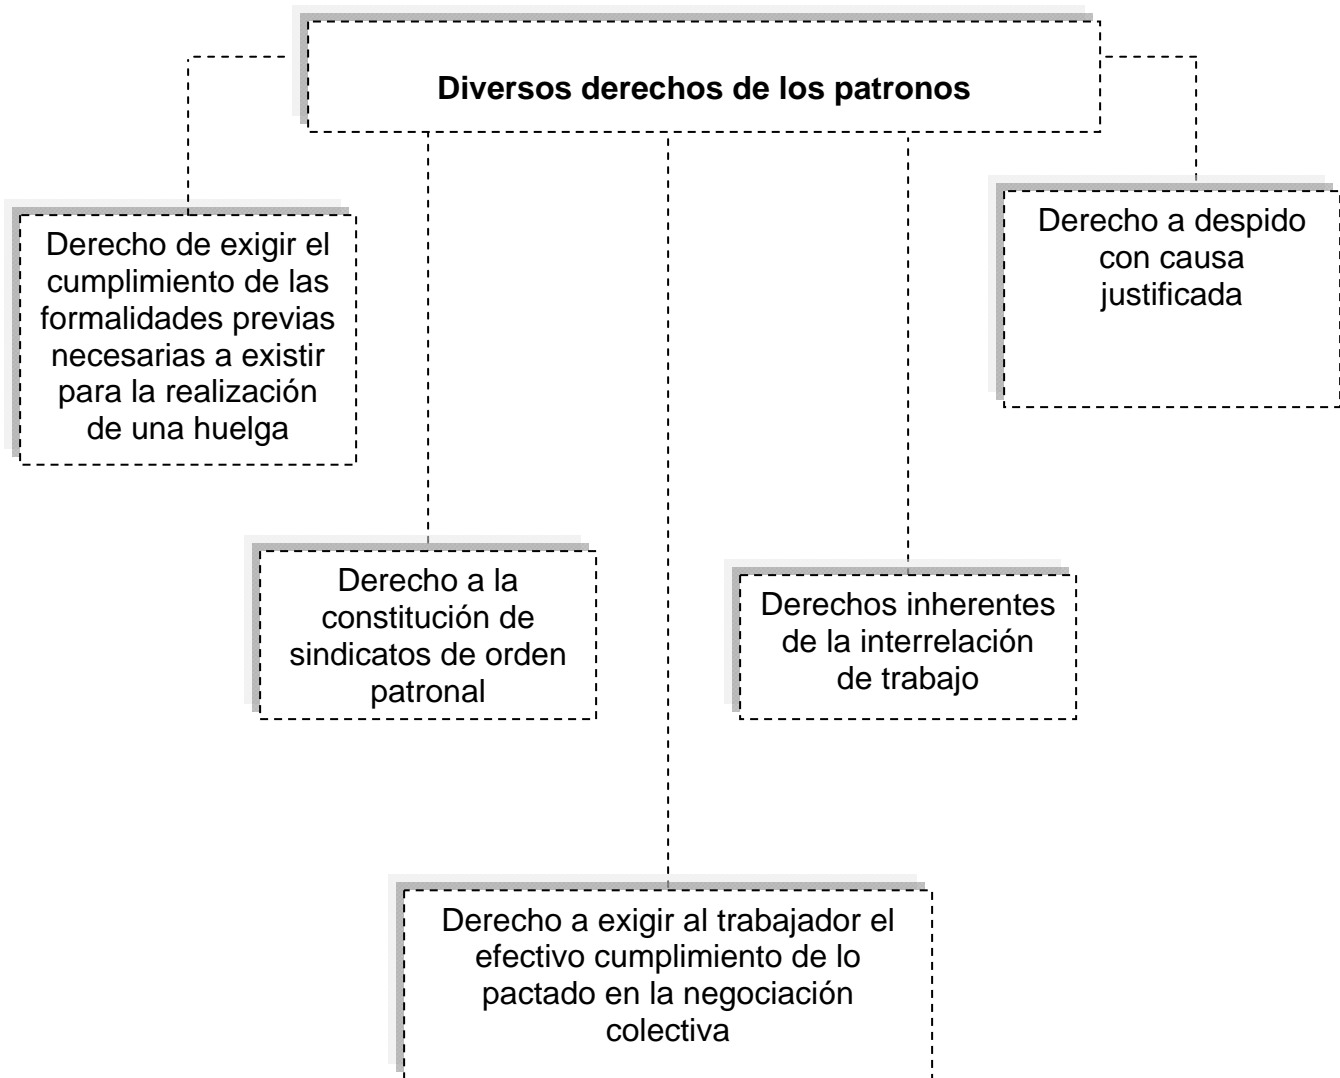 Diversos derechos de los patronos
Derecho de exigir el
cumplimiento de las
formalidades previas
necesarias a existir
para la realización
de una huelga
Derecho a despido
con causa
justificada
Derecho a la
constitución de
sindicatos de orden
patronal
Derechos inherentes
de la interrelación
de trabajo
Derecho a exigir al trabajador el
efectivo cumplimiento de lo
pactado en la negociación
colectiva